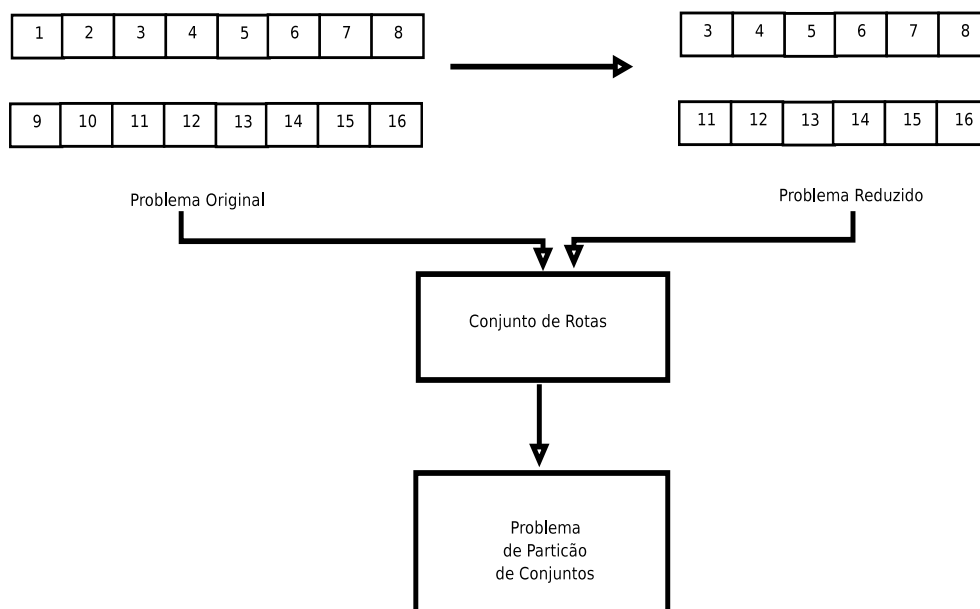 1 2 3 4 5 6 7 8
3 4 5 6 7 8
9 10 11 12 13 14 15 16
11 12 13 14 15 16
Problema Original
Problema Reduzido
Conjunto de Rotas
Problema
de Particão
de Conjuntos